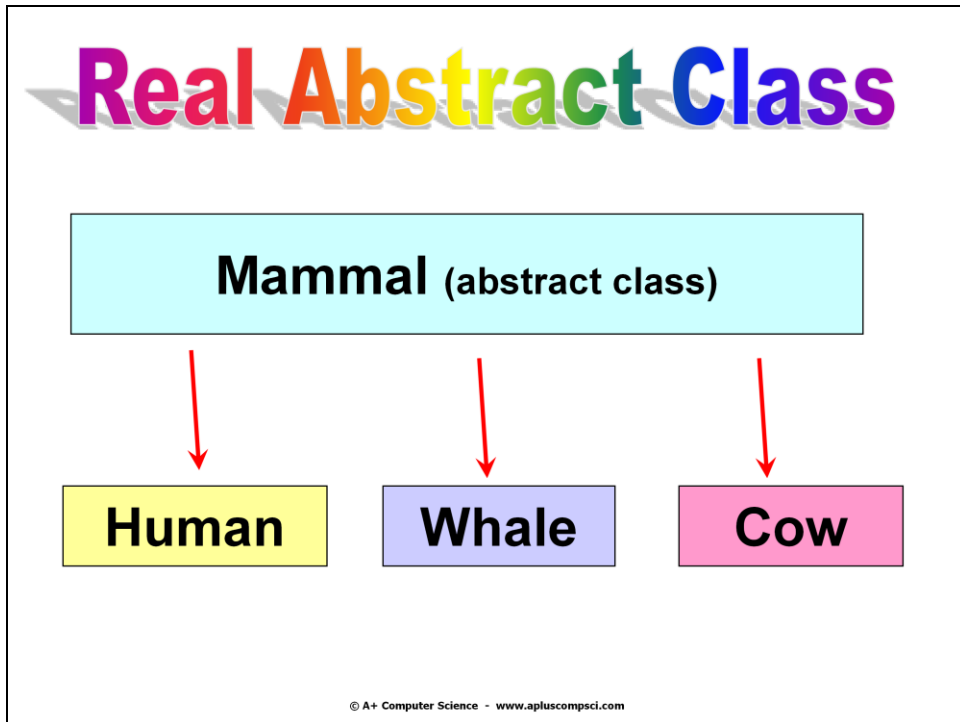 Real Abstract Class
Mammal (abstract class)
Human Whale Cow
© A+ Computer Science - www.apluscompsci.com